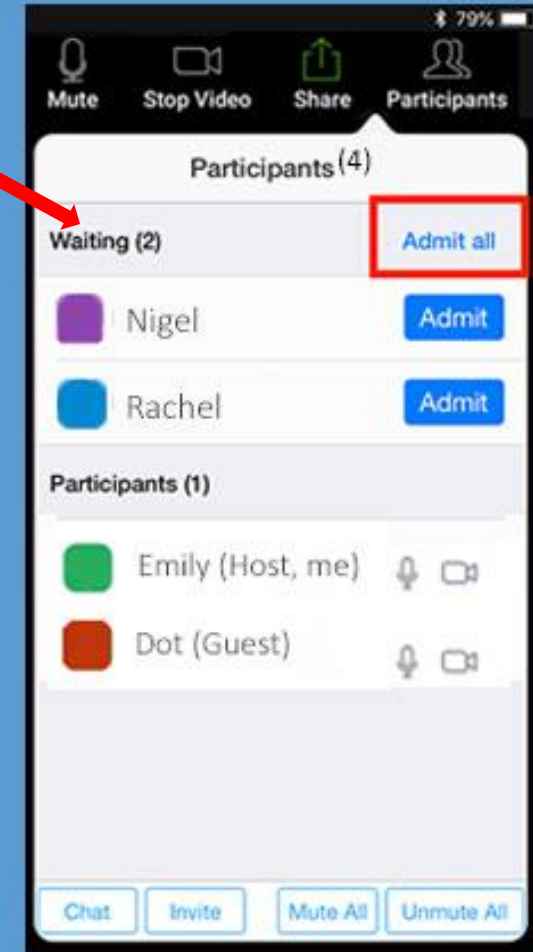 79%
Mute Stop Video Share Participants
Participants (4)
Waiting (2) Admit all
Nigel Admit
Rachel Admit
Participants (1)
Emily (Host, me)
Dot (Guest)
Chat Invite Mute All Unmute All